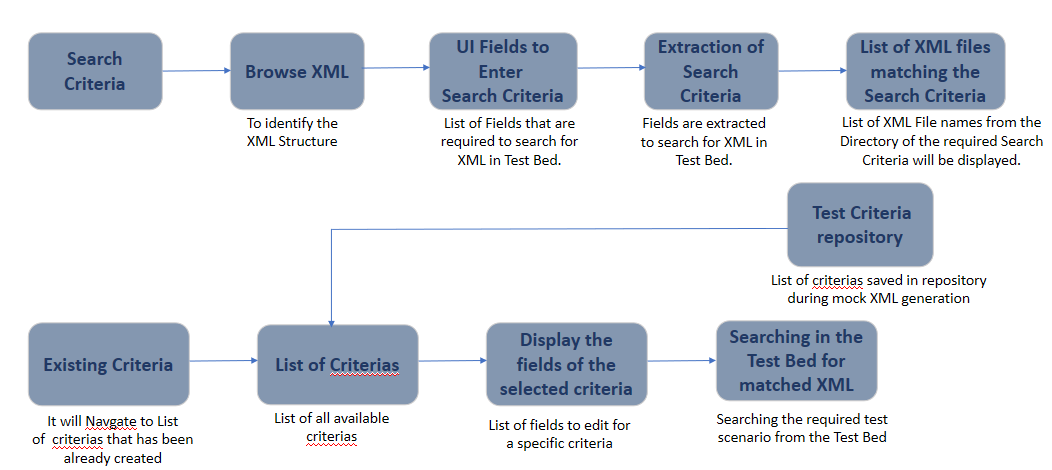 Search
Criteria
Browse XML
UI Fields to
Enter
Search Criteria
Extraction of
Search
Criteria
List of XML files
matching the
Search Criteria
To identify the
XML Structure
List of Fields that are
required to search for
XML in Test Bed.
Fields are extracted
to search for XML in
Test Bed.
List of XML File names from the
Directory of the required Search
Criteria will be displayed.
Test Criteria
repository
List of criterias saved in repository
during mock XML generation
Existing Criteria
List of Criterias
Display the
fields of the
selected criteria
Searching in the
Test Bed for
matched XML
It will Navgate to List
of criterias that has been
already created
List of all available
criterias
List of fields to edit for
a specific criteria
Searching the required test
scenario from the Test Bed